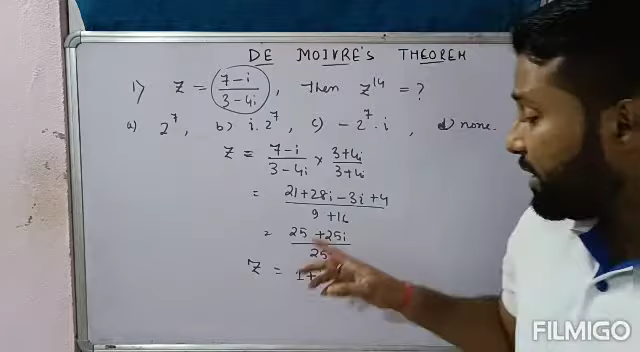 DE MOIVRE'S THEOREM
1) Z = (7-i)/(3-4i), then Z^14 = ?
a) 2^7, b) i.2^7, c) -2^7.i, d) none.
Z = (7-i)/(3-4i) × (3+4i)/(3+4i)
= (21+28i-3i+4)/(9+16)
= (25+25i)/25
Z = 1+
FILMIGO